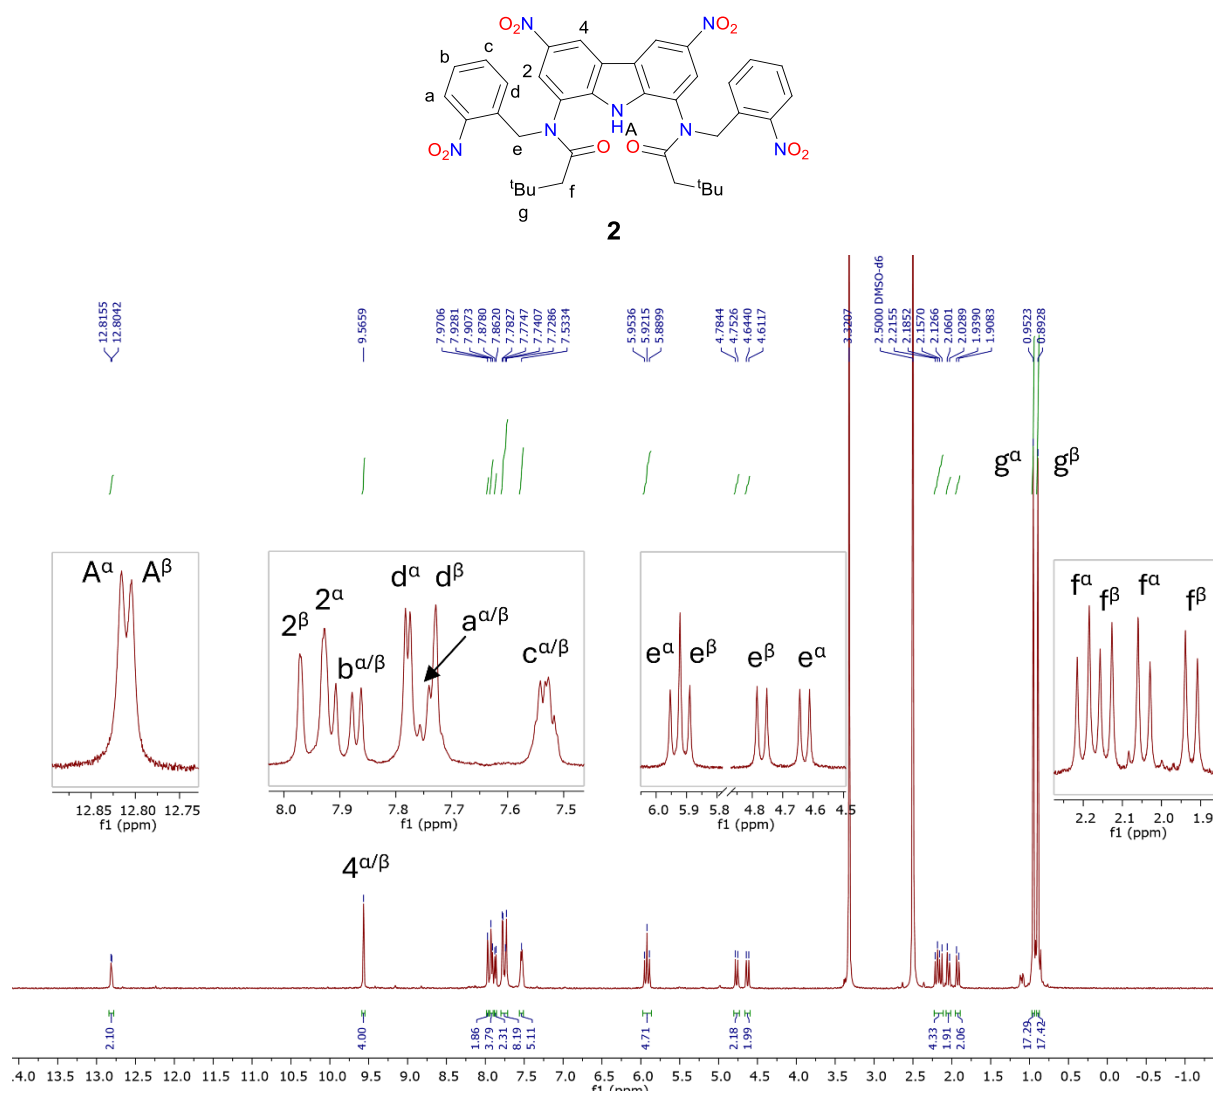 NO2 N 4 N NO2
b c 2 d a
O2N e N N H A N NO2
O O
tBu f tBu
g
2
12.8155
12.8042
9.5659
7.9706
7.9281
7.9073
7.8780
7.8620
7.7827
7.7747
7.7407
7.7286
7.5334
5.9536
5.9215
5.8899
4.7844
4.7526
4.6440
4.6117
3.3207
2.5000 DMSO-d6
2.2155
2.1852
2.1570
2.1266
2.0601
2.0289
1.9390
1.9083
0.9523
0.8928
gα gβ
Aα Aβ
12.85 12.80 12.75
f1 (ppm)
2β 2α bα/β dα dβ aα/β cα/β
8.0 7.9 7.8 7.7 7.6 7.5
f1 (ppm)
eα eβ eβ eα
6.0 5.9 5.8 4.8 4.7 4.6 4.5
f1 (ppm)
fα fβ fα fβ
2.2 2.1 2.0 1.9
f1 (ppm)
4α/β
2.10
4.00
1.86
3.79
2.31
8.19
5.11
4.71
2.18
1.99
4.33
1.91
2.06
17.29
17.42
.4.0 13.5 13.0 12.5 12.0 11.5 11.0 10.5 10.0 9.5 9.0 8.5 8.0 7.5 7.0 6.5 6.0 5.5 5.0 4.5 4.0 3.5 3.0 2.5 2.0 1.5 1.0 0.5 0.0 -0.5 -1.0
f1 (ppm)